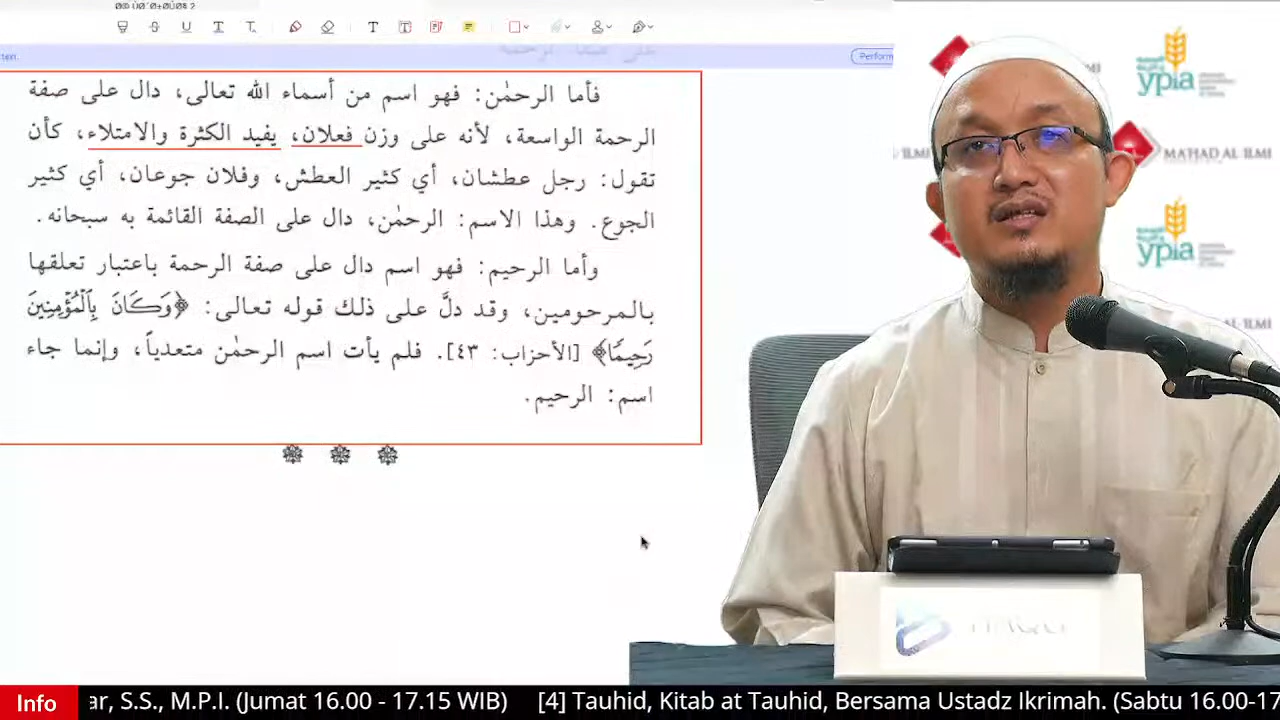 فأما الرحمٰن: فهو اسم من أسماء الله تعالى، دال على صفة
الرحمة الواسعة، لأنه على وزن فعلان، يفيد الكثرة والامتلاء، كأن
تقول: رجل عطشان، أي كثير العطش، وفلان جوعان، أي كثير
الجوع. وهذا الاسم: الرحمٰن، دال على الصفة القائمة به سبحانه.
وأما الرحيم: فهو اسم دال على صفة الرحمة باعتبار تعلقها
بالمرحومين، وقد دلَّ على ذلك قوله تعالى: ﴿وَكَانَ بِالْمُؤْمِنِينَ
رَحِيمًا﴾ [الأحزاب: ٤٣]. فلم يأت اسم الرحمٰن متعدياً، وإنما جاء
اسم: الرحيم.
text.
Perform
ypia
MA'HAD AL-ILMI
ypia
Info
ar, S.S., M.P.I. (Jumat 16.00 - 17.15 WIB) [4] Tauhid, Kitab at Tauhid, Bersama Ustadz Ikrimah. (Sabtu 16.00-17